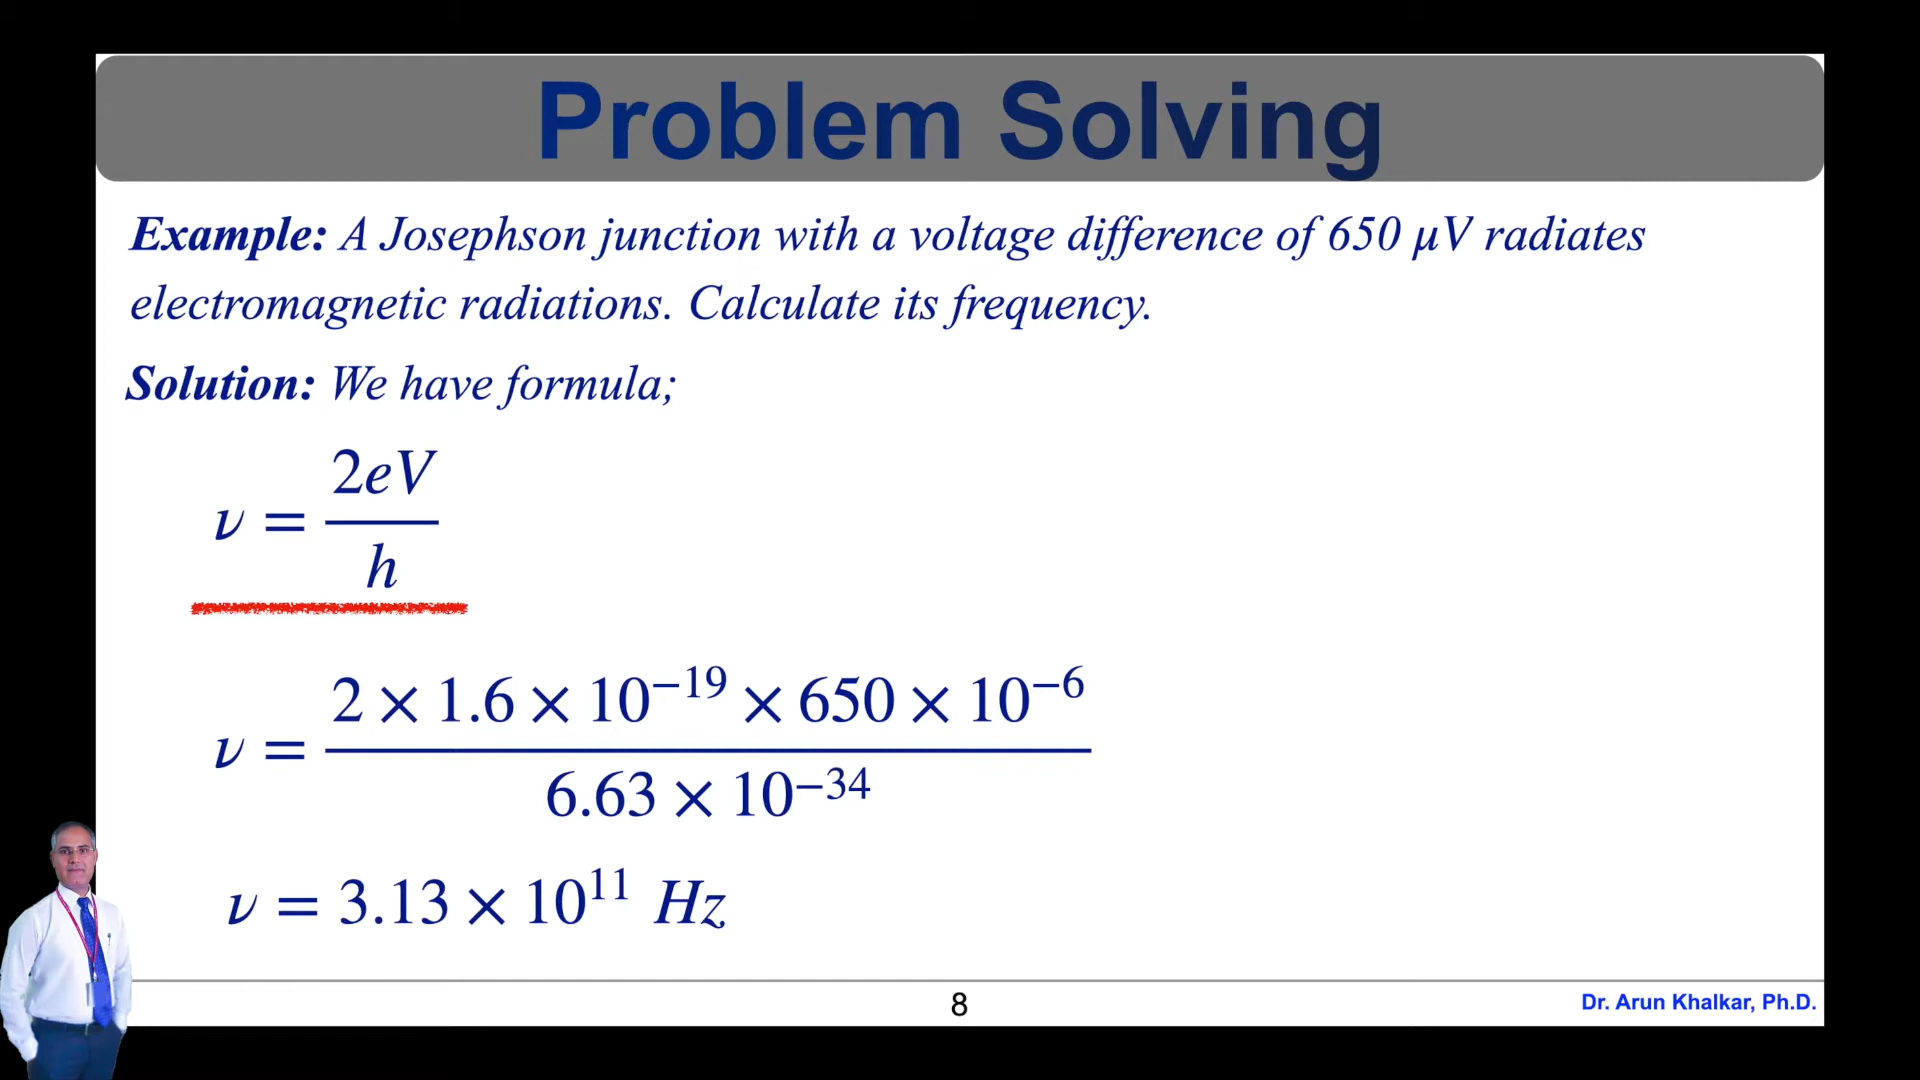 Problem Solving
Example: A Josephson junction with a voltage difference of 650 μV radiates
electromagnetic radiations. Calculate its frequency.
Solution: We have formula;
ν = 2eV / h
ν = 2 × 1.6 × 10⁻¹⁹ × 650 × 10⁻⁶ / 6.63 × 10⁻³⁴
ν = 3.13 × 10¹¹ Hz
8
Dr. Arun Khalkar, Ph.D.